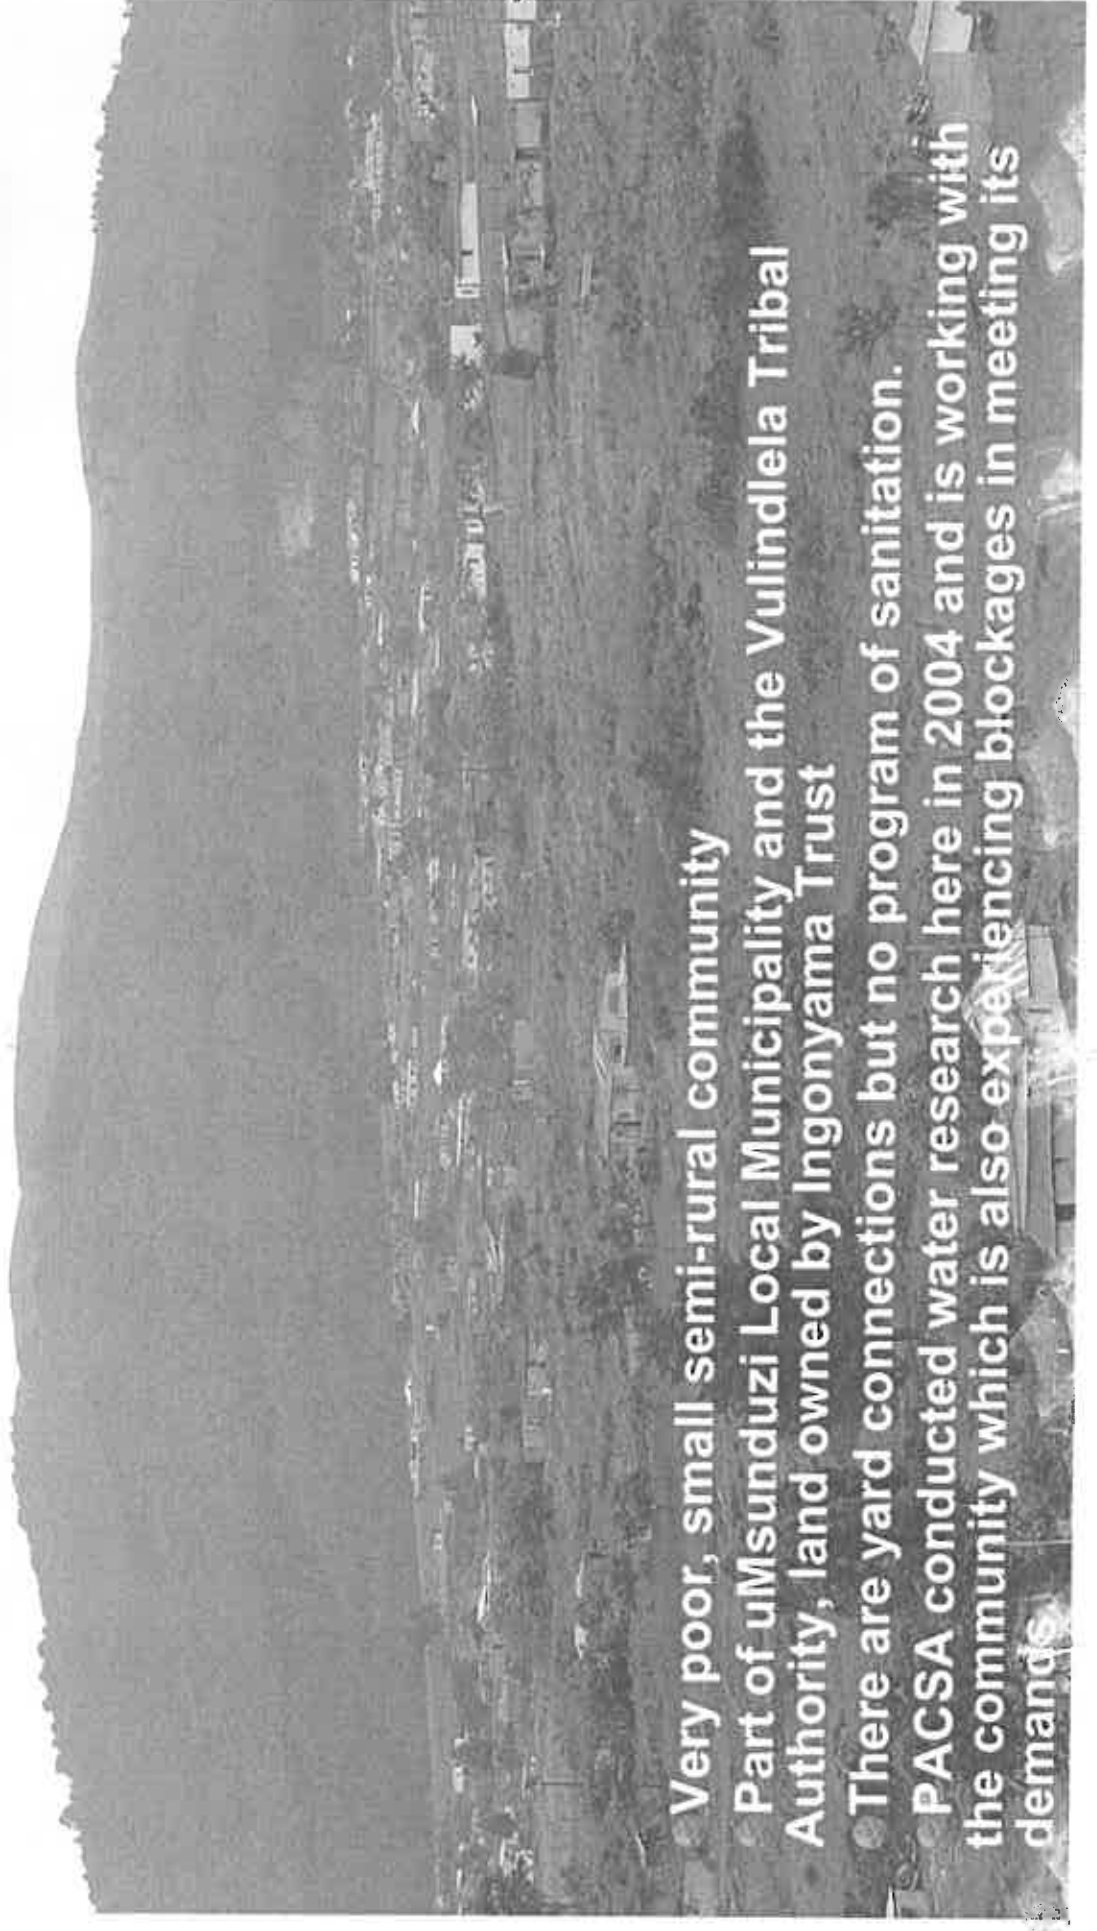 Very poor, small semi-rural community
Part of uMsunduzi Local Municipality and the Vulindlela Tribal
Authority, land owned by Ingonyama Trust
There are yard connections but no program of sanitation.
PACSA conducted water research here in 2004 and is working with
the community which is also experiencing blockages in meeting its
demands